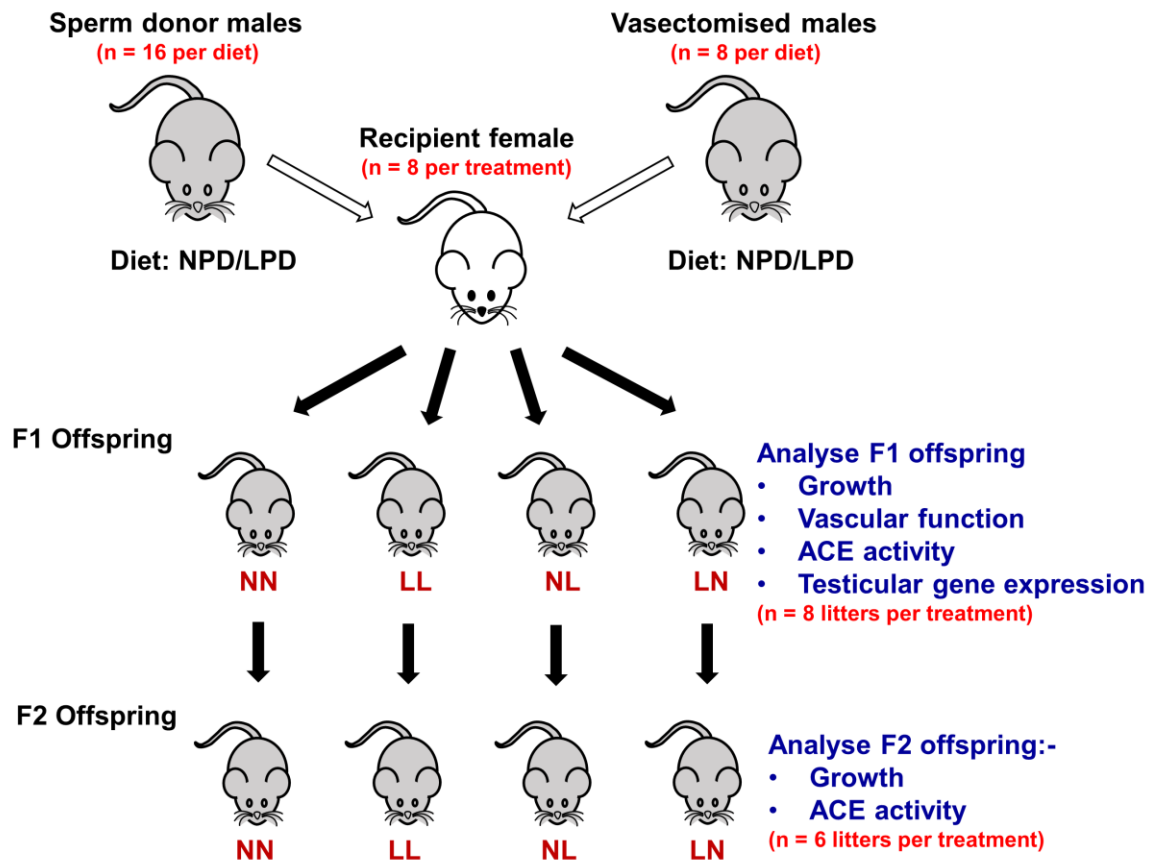 Sperm donor males
(n = 16 per diet)
Vasectomised males
(n = 8 per diet)
Recipient female
(n = 8 per treatment)
Diet: NPD/LPD
Diet: NPD/LPD
F1 Offspring
NN
LL
NL
LN
Analyse F1 offspring
• Growth
• Vascular function
• ACE activity
• Testicular gene expression
(n = 8 litters per treatment)
F2 Offspring
NN
LL
NL
LN
Analyse F2 offspring:-
• Growth
• ACE activity
(n = 6 litters per treatment)